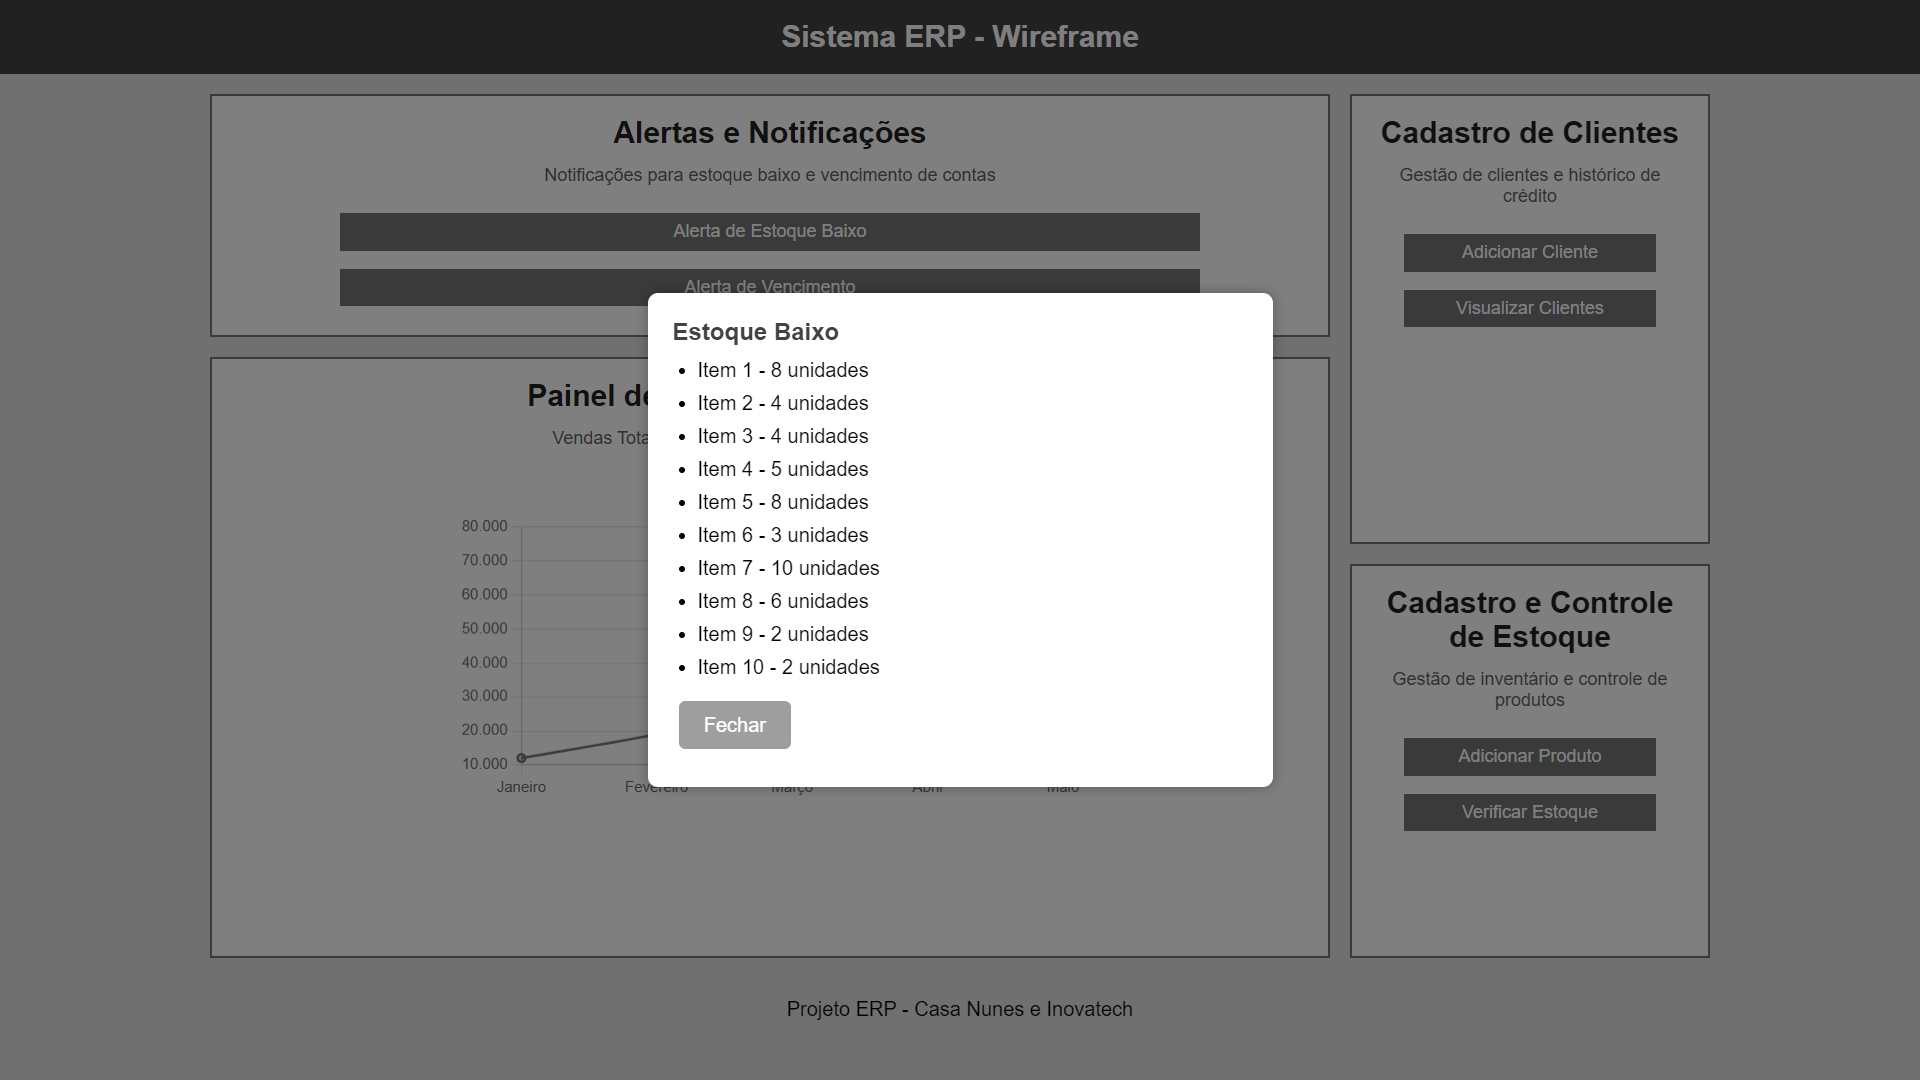 Sistema ERP - Wireframe
Alertas e Notificações
Notificações para estoque baixo e vencimento de contas
Alerta de Estoque Baixo
Alerta de Vencimento
Cadastro de Clientes
Gestão de clientes e histórico de
crédito
Adicionar Cliente
Visualizar Clientes
Estoque Baixo
• Item 1 - 8 unidades
• Item 2 - 4 unidades
• Item 3 - 4 unidades
• Item 4 - 5 unidades
• Item 5 - 8 unidades
• Item 6 - 3 unidades
• Item 7 - 10 unidades
• Item 8 - 6 unidades
• Item 9 - 2 unidades
• Item 10 - 2 unidades
Fechar
Painel de
Vendas
80.000
70.000
60.000
50.000
40.000
30.000
20.000
10.000
Janeiro
Fevereiro
Março
Abril
Maio
Cadastro e Controle
de Estoque
Gestão de inventário e controle de
produtos
Adicionar Produto
Verificar Estoque
Projeto ERP - Casa Nunes e Inovatech